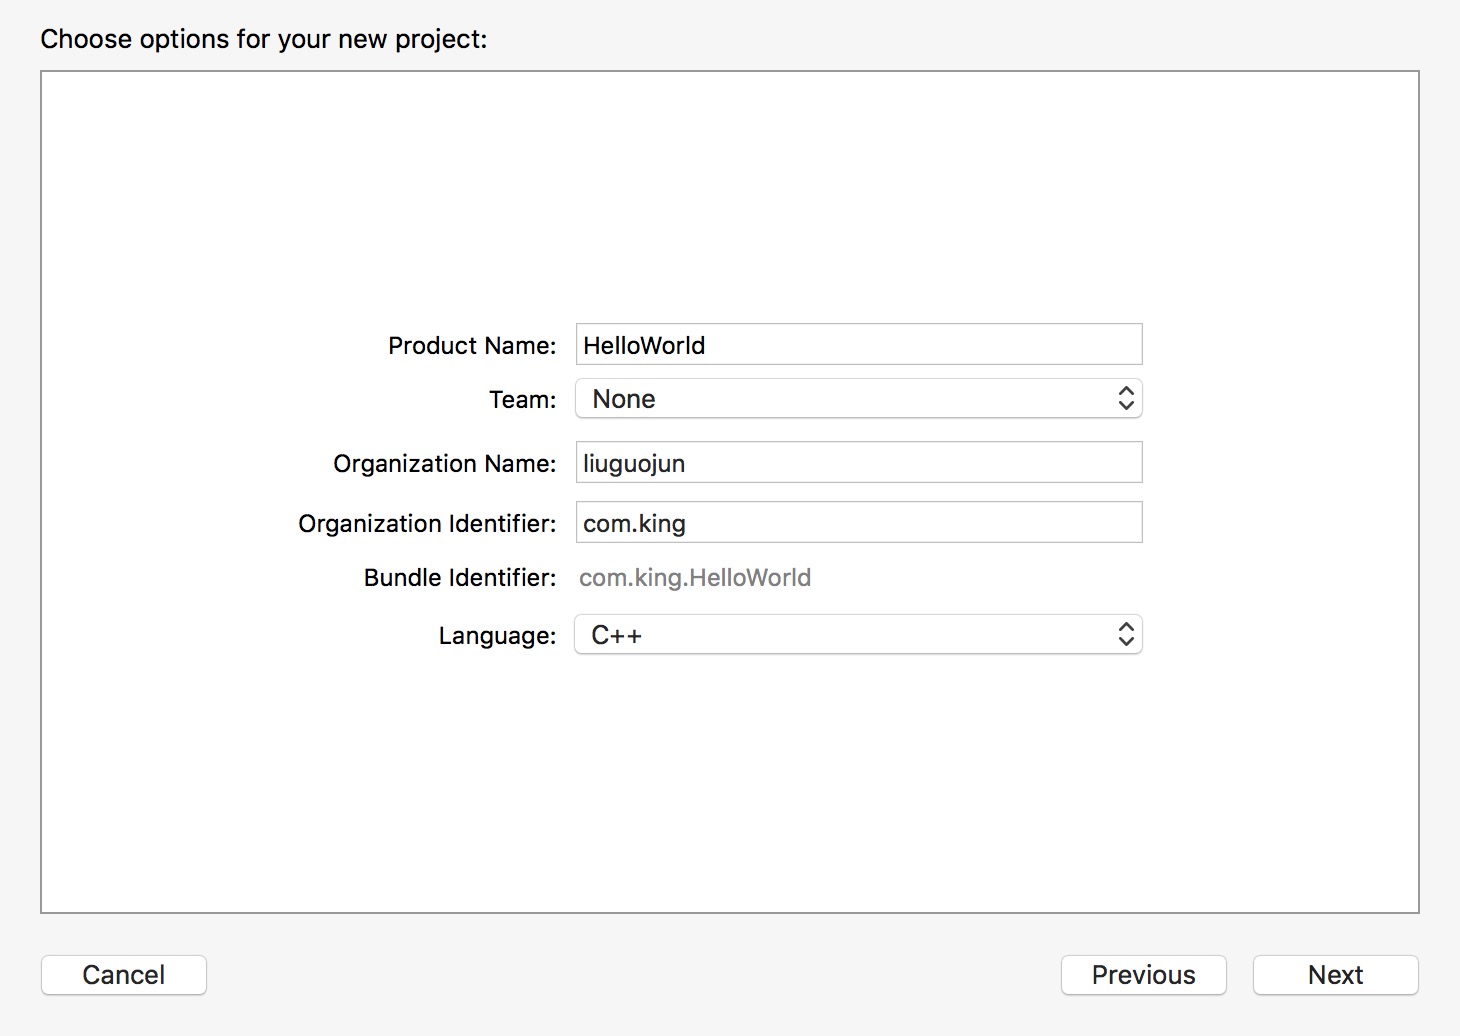 Choose options for your new project:
Product Name: HelloWorld
Team: None
Organization Name: liuguojun
Organization Identifier: com.king
Bundle Identifier: com.king.HelloWorld
Language: C++
Cancel Previous Next